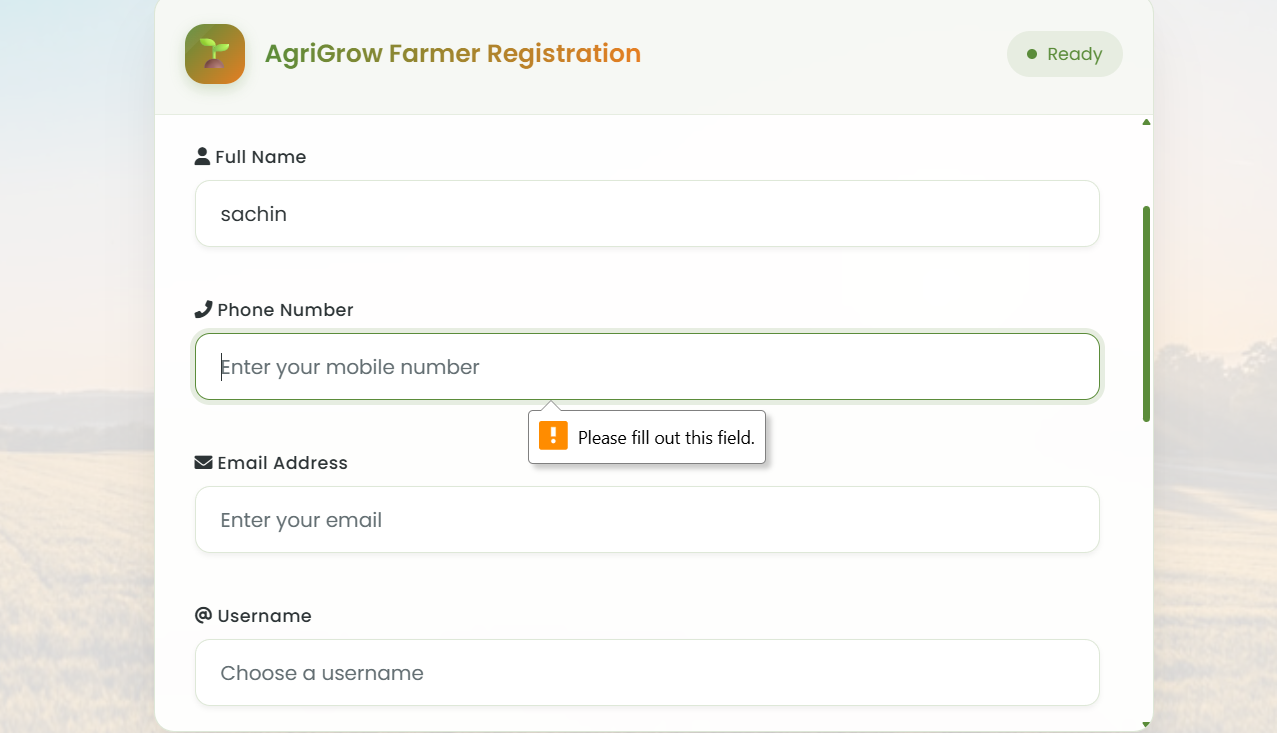 AgriGrow Farmer Registration
Ready
Full Name
sachin
Phone Number
Enter your mobile number
Please fill out this field.
Email Address
Enter your email
Username
Choose a username